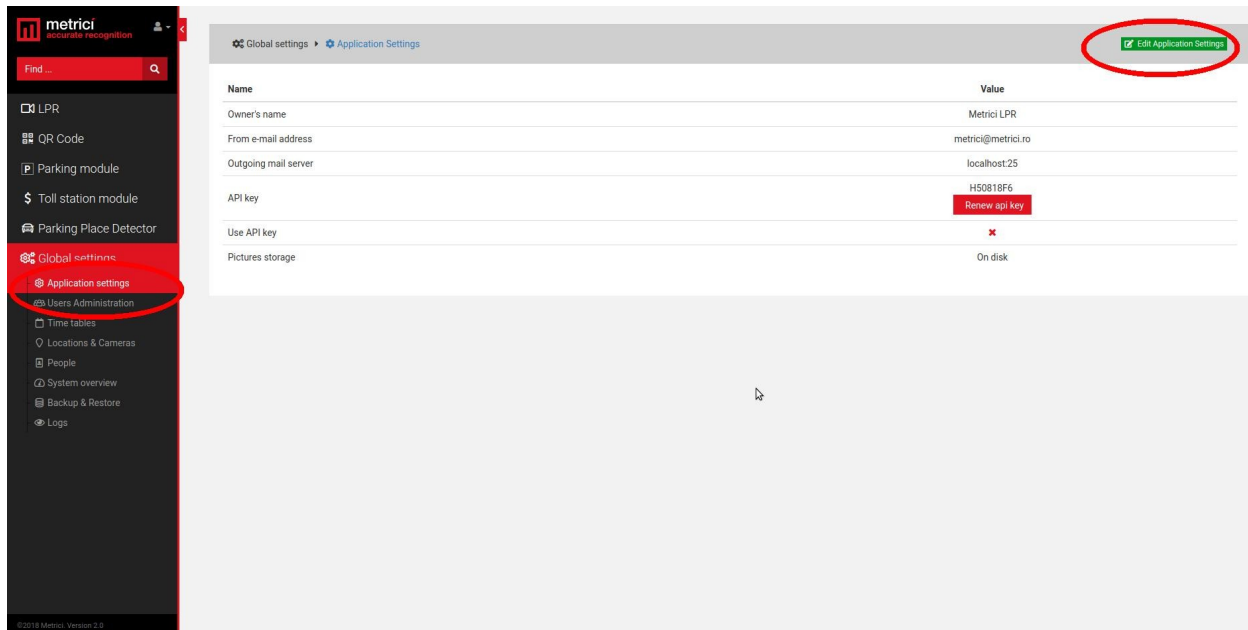 metrici
accurate recognition
Find ...
LPR
QR Code
Parking module
Toll station module
Parking Place Detector
Global settings
Application settings
Users Administration
Time tables
Locations & Cameras
People
System overview
Backup & Restore
Logs
©2018 Metrici. Version 2.0
Global settings Application Settings
Edit Application Settings
Name Value
Owner's name Metrici LPR
From e-mail address metrici@metrici.ro
Outgoing mail server localhost:25
API key H50818F6
Renew api key
Use API key
Pictures storage On disk